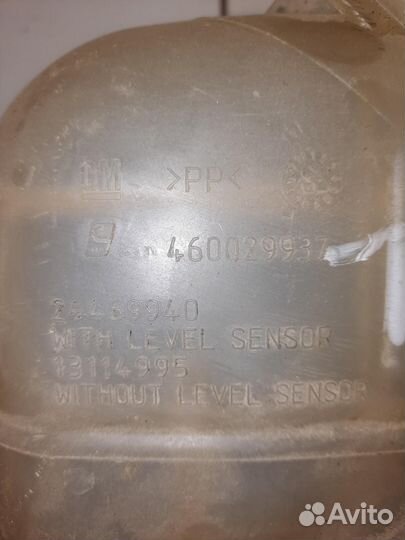 GM >PP<
460029937
24469940
WITH LEVEL SENSOR
13114995
WITHOUT LEVEL SENSOR
Avito